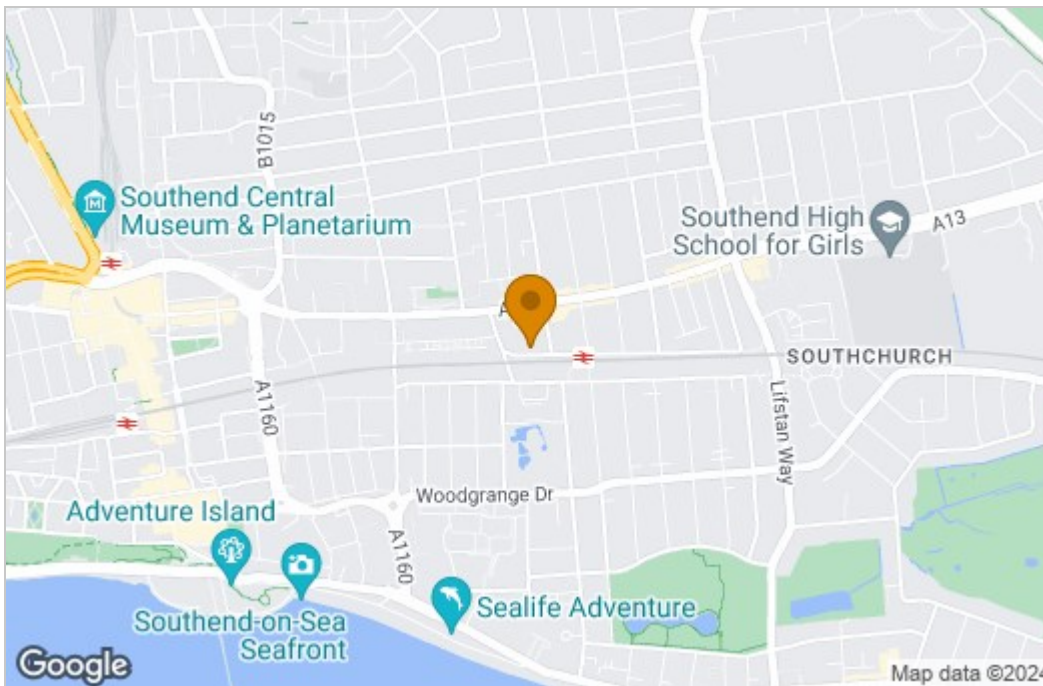 B1015
Southend Central
Museum & Planetarium
Southend High
School for Girls
A13
A
SOUTHCHURCH
A1160
Lifstan Way
Woodgrange Dr
Adventure Island
A1160
Sealife Adventure
Southend-on-Sea
Seafront
Google
Map data ©2024